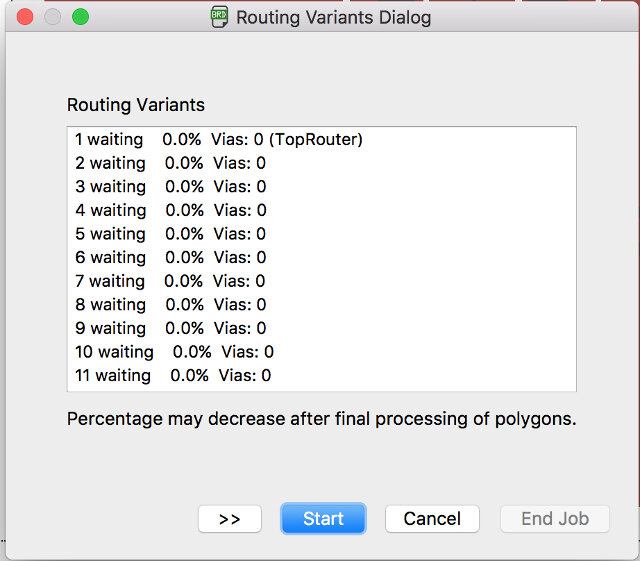 BRD Routing Variants Dialog
Routing Variants
1 waiting 0.0% Vias: 0 (TopRouter)
2 waiting 0.0% Vias: 0
3 waiting 0.0% Vias: 0
4 waiting 0.0% Vias: 0
5 waiting 0.0% Vias: 0
6 waiting 0.0% Vias: 0
7 waiting 0.0% Vias: 0
8 waiting 0.0% Vias: 0
9 waiting 0.0% Vias: 0
10 waiting 0.0% Vias: 0
11 waiting 0.0% Vias: 0
Percentage may decrease after final processing of polygons.
>> Start Cancel End Job